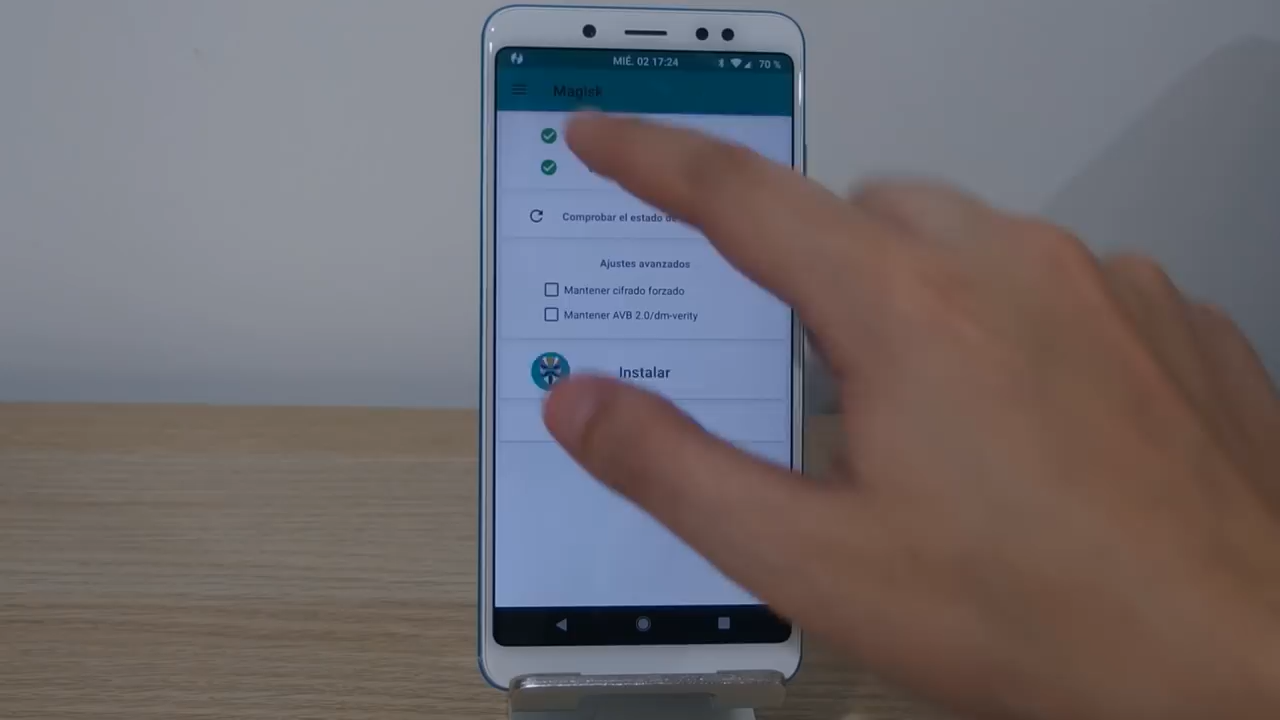 MIÉ. 02 17:24 70 %
Magisk
Comprobar el estado de
Ajustes avanzados
Mantener cifrado forzado
Mantener AVB 2.0/dm-verity
Instalar